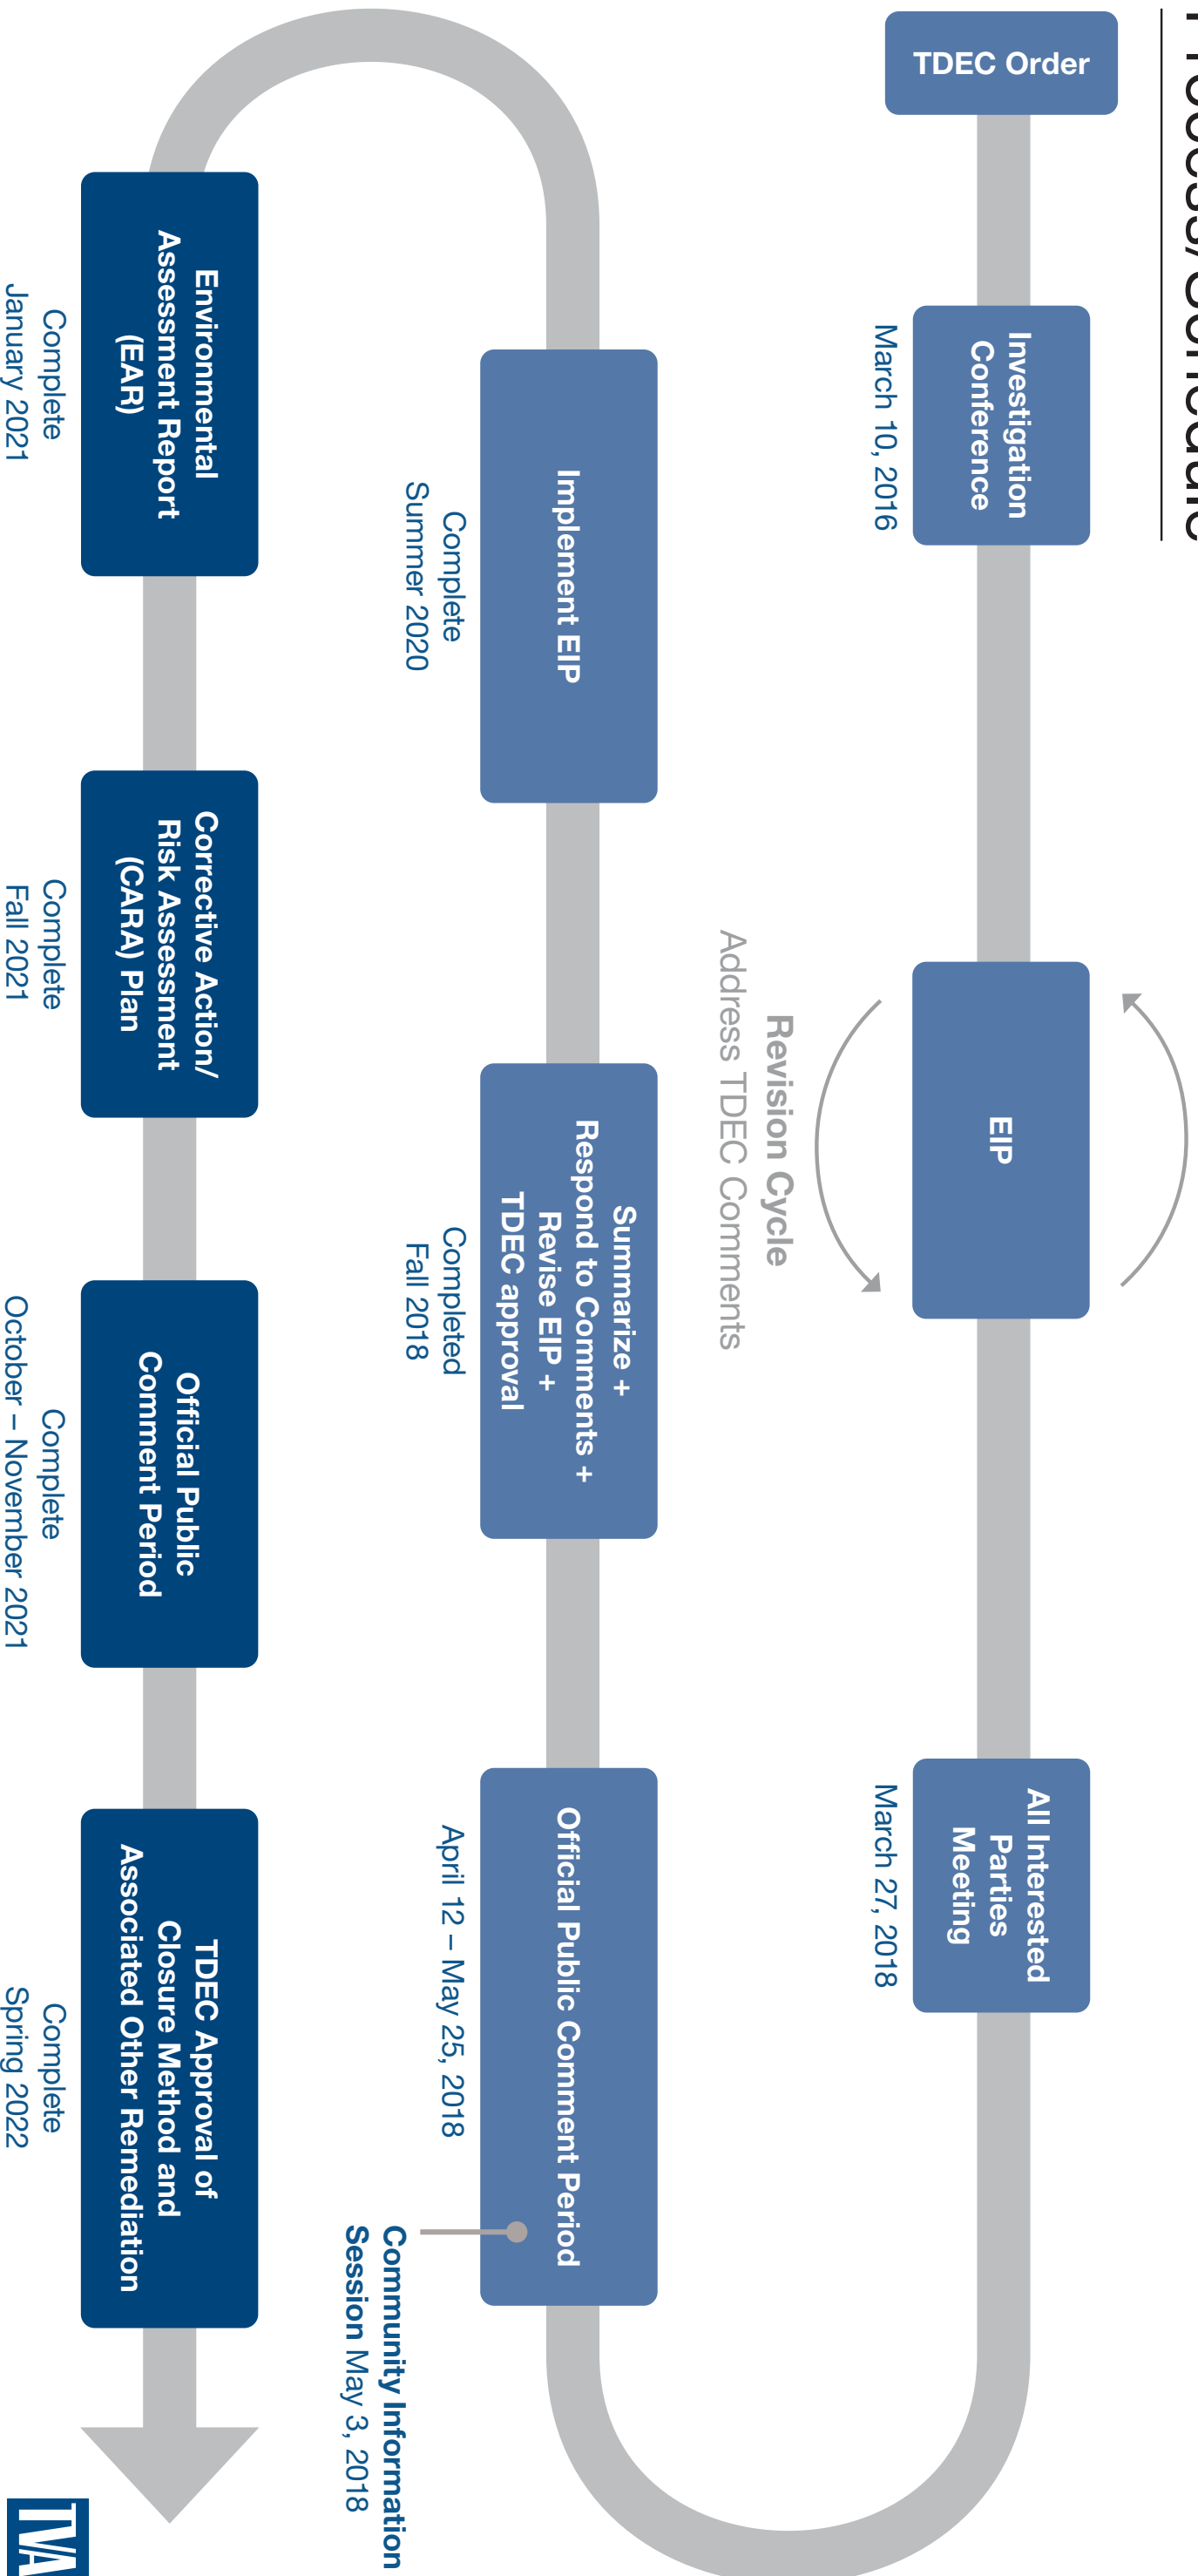 Process/Schedule
TDEC Order
Investigation
Conference
March 10, 2016
EIP
Revision Cycle
Address TDEC Comments
All Interested
Parties
Meeting
March 27, 2018
Official Public Comment Period
April 12 – May 25, 2018
Community Information
Session May 3, 2018
Summarize +
Respond to Comments +
Revise EIP +
TDEC approval
Completed
Fall 2018
Implement EIP
Complete
Summer 2020
Environmental
Assessment Report
(EAR)
Complete
January 2021
Corrective Action/
Risk Assessment
(CARA) Plan
Complete
Fall 2021
Official Public
Comment Period
Complete
October – November 2021
TDEC Approval of
Closure Method and
Associated Other Remediation
Complete
Spring 2022
TVA